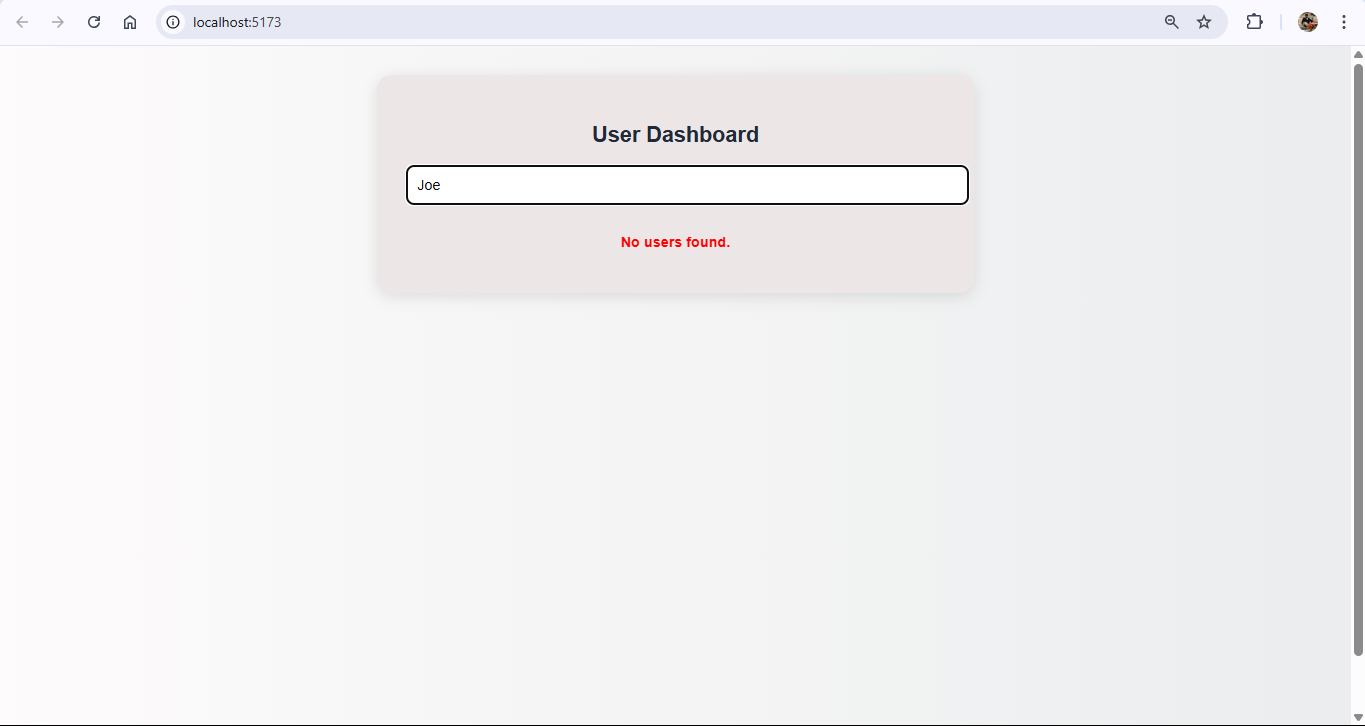 localhost:5173
User Dashboard
Joe
No users found.